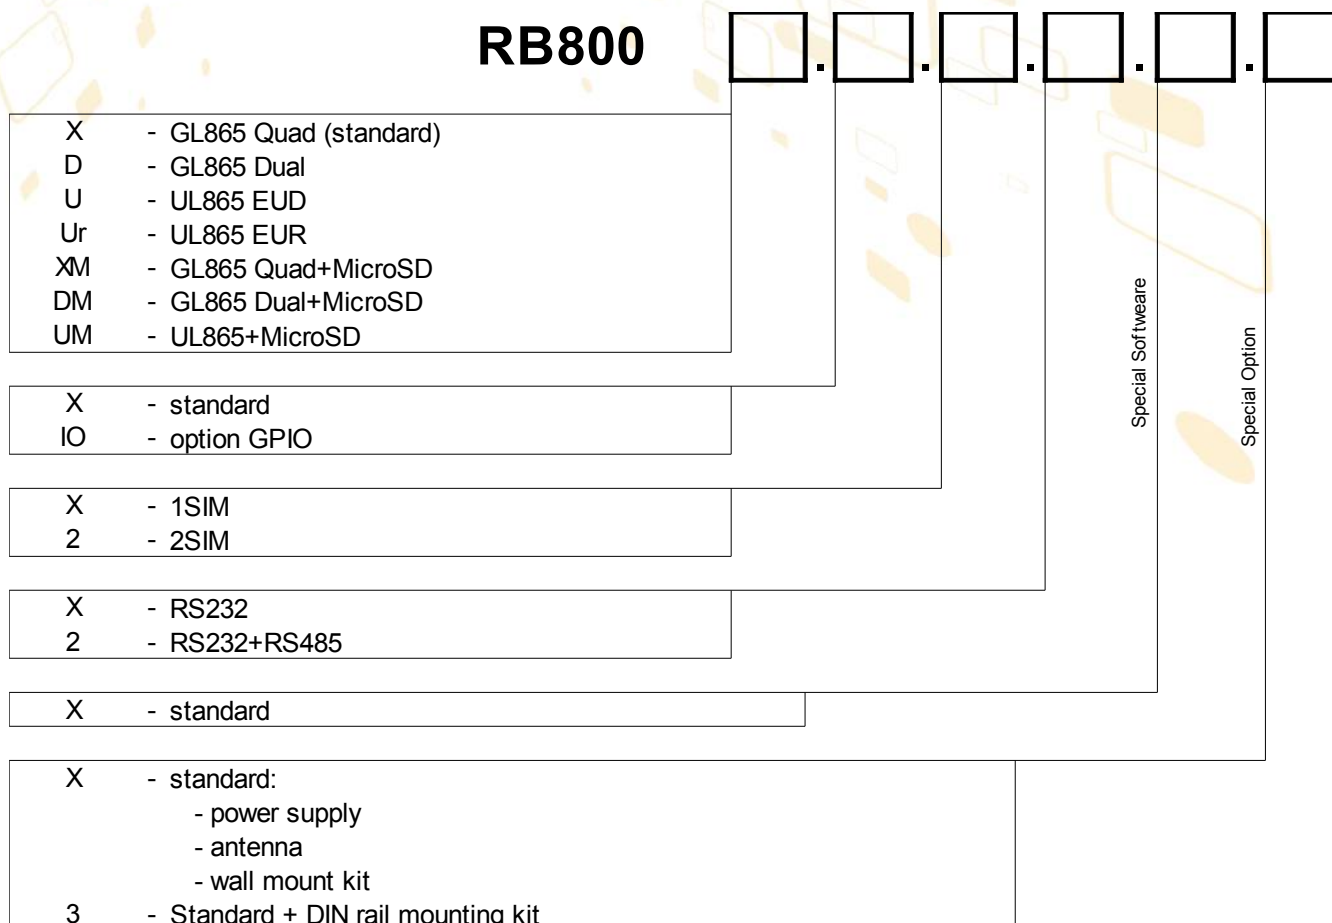 RB800 . . . . .
X - GL865 Quad (standard)
D - GL865 Dual
U - UL865 EUD
Ur - UL865 EUR
XM - GL865 Quad+MicroSD
DM - GL865 Dual+MicroSD
UM - UL865+MicroSD
X - standard
IO - option GPIO
X - 1SIM
2 - 2SIM
X - RS232
2 - RS232+RS485
Special Softweare
Special Option
X - standard
X - standard:
- power supply
- antenna
- wall mount kit
3 - Standard + DIN rail mounting kit